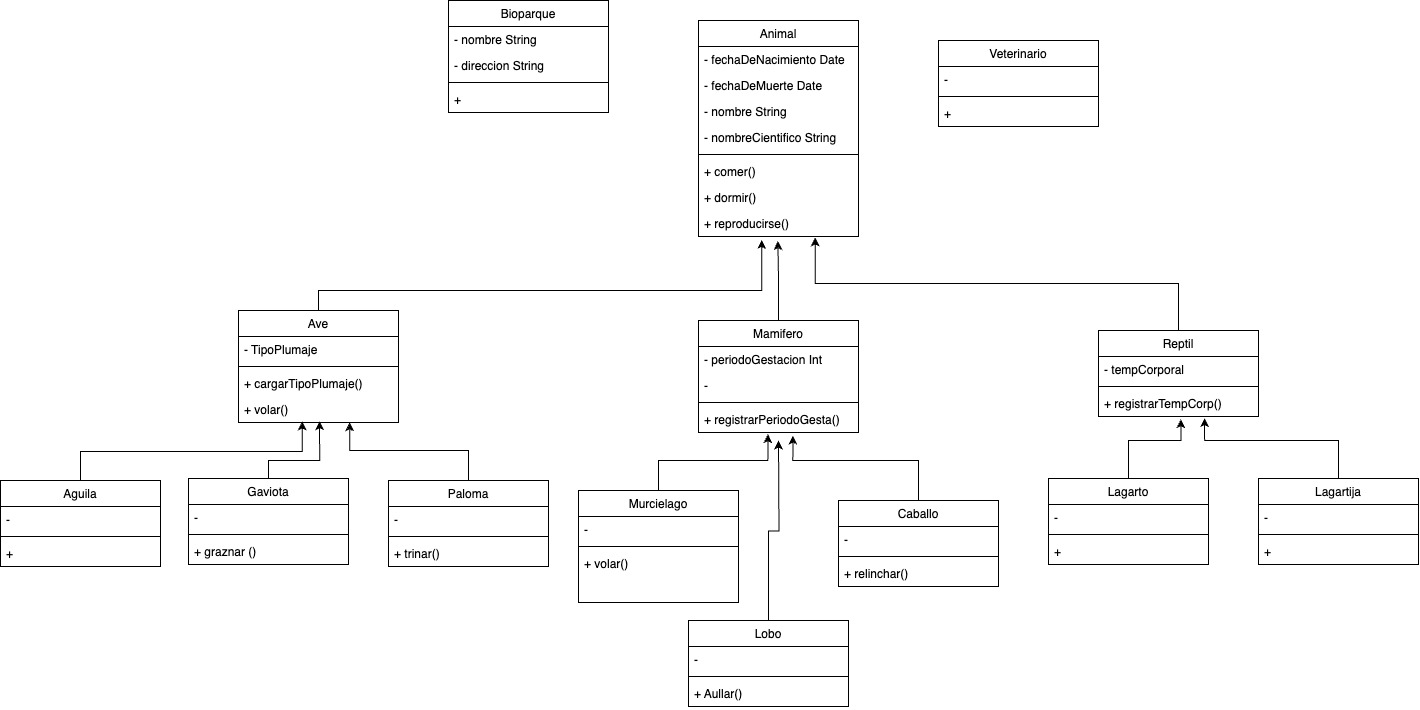 Bioparque
- nombre String
- direccion String
+
Animal
- fechaDeNacimiento Date
- fechaDeMuerte Date
- nombre String
- nombreCientifico String
+ comer()
+ dormir()
+ reproducirse()
Veterinario
-
+
Ave
- TipoPlumaje
+ cargarTipoPlumaje()
+ volar()
Mamifero
- periodoGestacion Int
-
+ registrarPeriodoGesta()
Reptil
- tempCorporal
+ registrarTempCorp()
Aguila
-
+
Gaviota
-
+ graznar ()
Paloma
-
+ trinar()
Murcielago
-
+ volar()
Lobo
-
+ Aullar()
Caballo
-
+ relinchar()
Lagarto
-
+
Lagartija
-
+